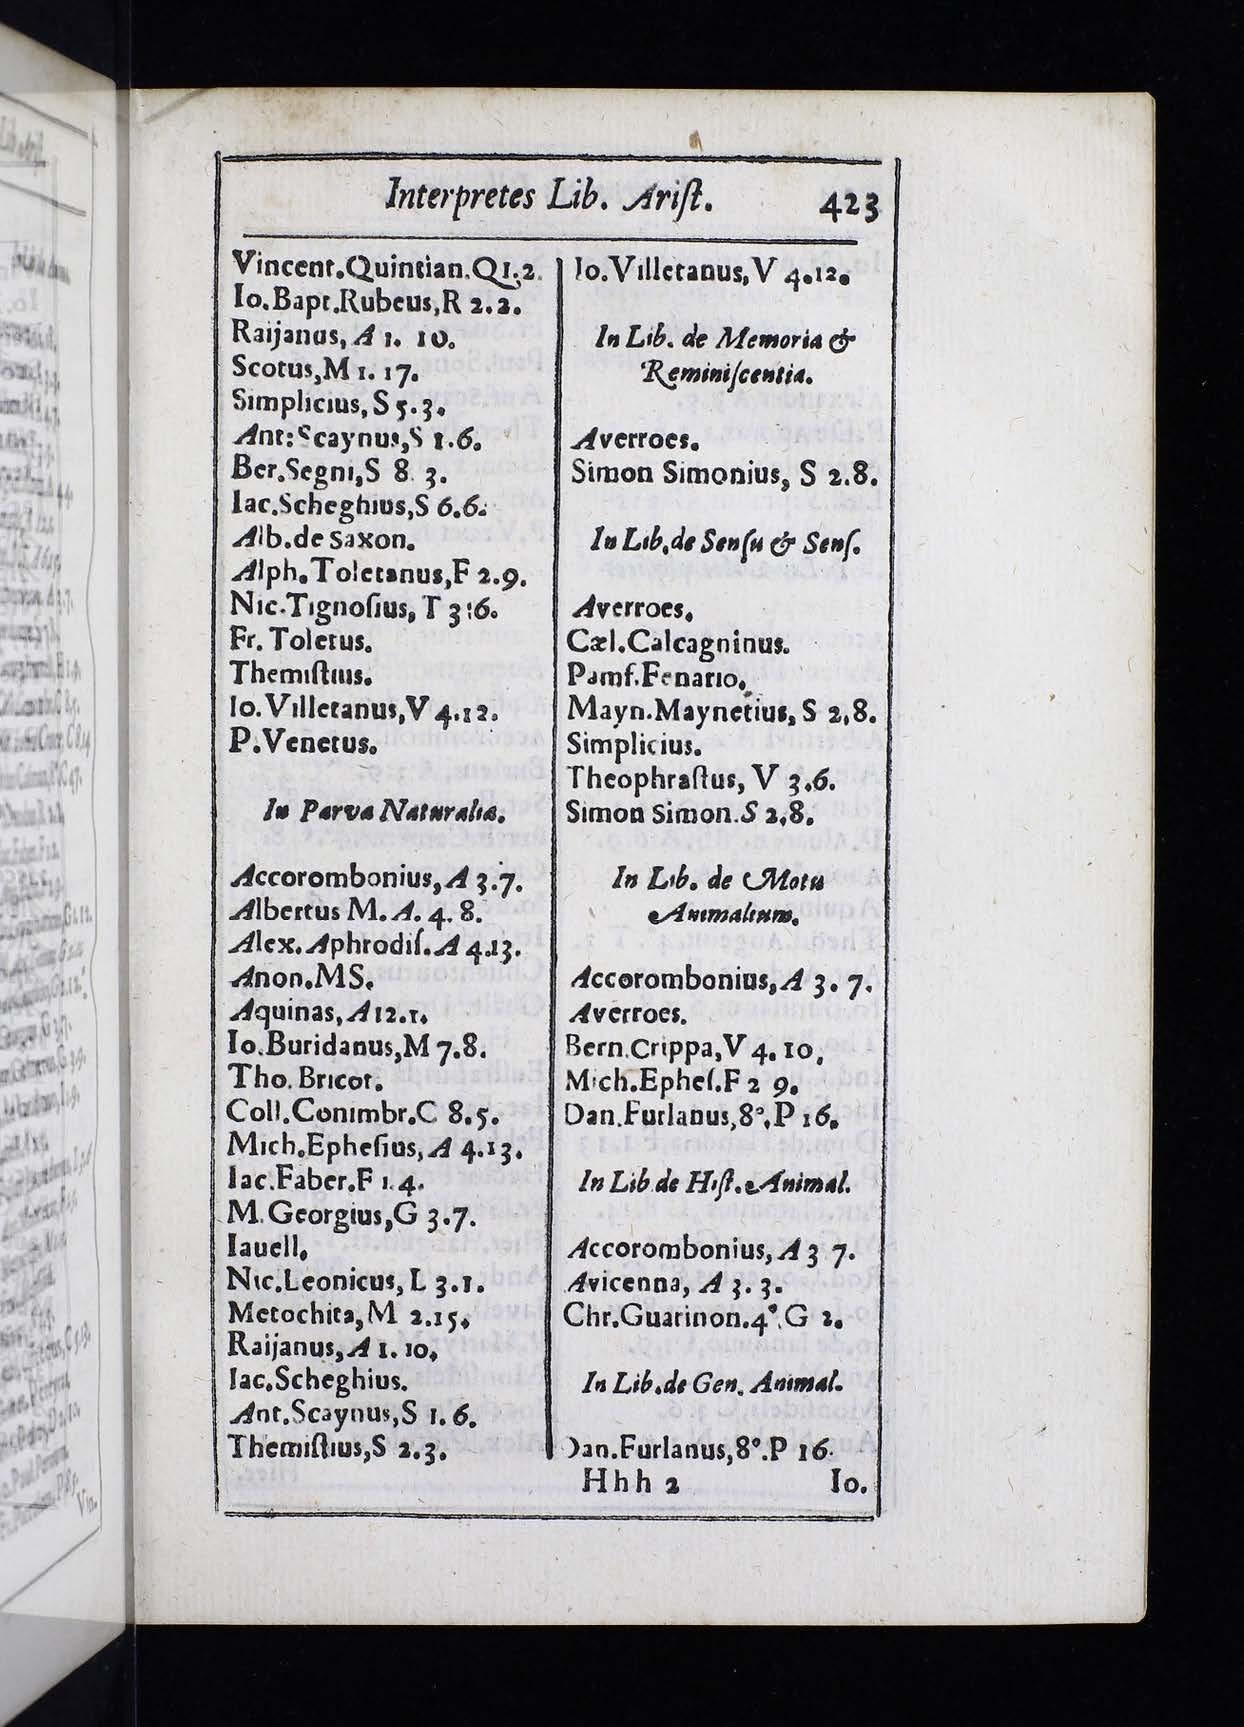 Interpretes Lib. Ariſt. 423
Vincent.Quintian.Q1.2.
Io.Bapt.Rubeus,R 2.2.
Raijanus, A 1. 10.
Scotus,M 1. 17.
Simplicius, S 5.3.
Ant:Scaynus,S 1.6.
Ber.Segni,S 8. 3.
Iac.Scheghius,S 6.6.
Alb.de Saxon.
Alph.Toletanus,F 2.9.
Nic.Tignoſius, T 3:6.
Fr. Toletus.
Themiſtius.
Io.Villetanus,V 4.12.
P.Venetus.
In Parva Naturalia.
Accorombonius, A 3.7.
Albertus M. A. 4. 8.
Alex.Aphrodiſ.A 4.13.
Anon.MS.
Aquinas, A 12.1.
Io.Buridanus,M 7.8.
Tho. Bricot.
Coll.Conimbr.C 8.5.
Mich.Epheſius, A 4.13.
Iac.Faber.F 1.4.
M.Georgius,G 3.7.
Iauell.
Nic.Leonicus, L 3.1.
Metochita,M 2.15.
Raijanus,A 1.10.
Iac.Scheghius.
Ant.Scaynus,S 1.6.
Themiſtius,S 2.3.
Io.Villetanus,V 4.12.
In Lib. de Memoria &
Reminiſcentia.
Averroes.
Simon Simonius, S 2.8.
In Lib.de Senſu & Senſ.
Averroes.
Cæl.Calcagninus.
Pamf.Fenario.
Mayn.Maynetius, S 2,8.
Simplicius.
Theophraſtus, V 3.6.
Simon Simon.S 2,8.
In Lib. de Motu
Animalium.
Accorombonius,A 3. 7.
Averroes.
Bern.Crippa,V 4. 10.
Mich.Epheſ.F 2 9.
Dan.Furlanus,8°.P 16.
In Lib de Hiſt. Animal.
Accorombonius, A 3 7.
Avicenna, A 3. 3.
Chr.Guarinon.4°.G 2.
In Lib.de Gen. Animal.
Dan.Furlanus,8°.P 16.
Hhh 2 Io.